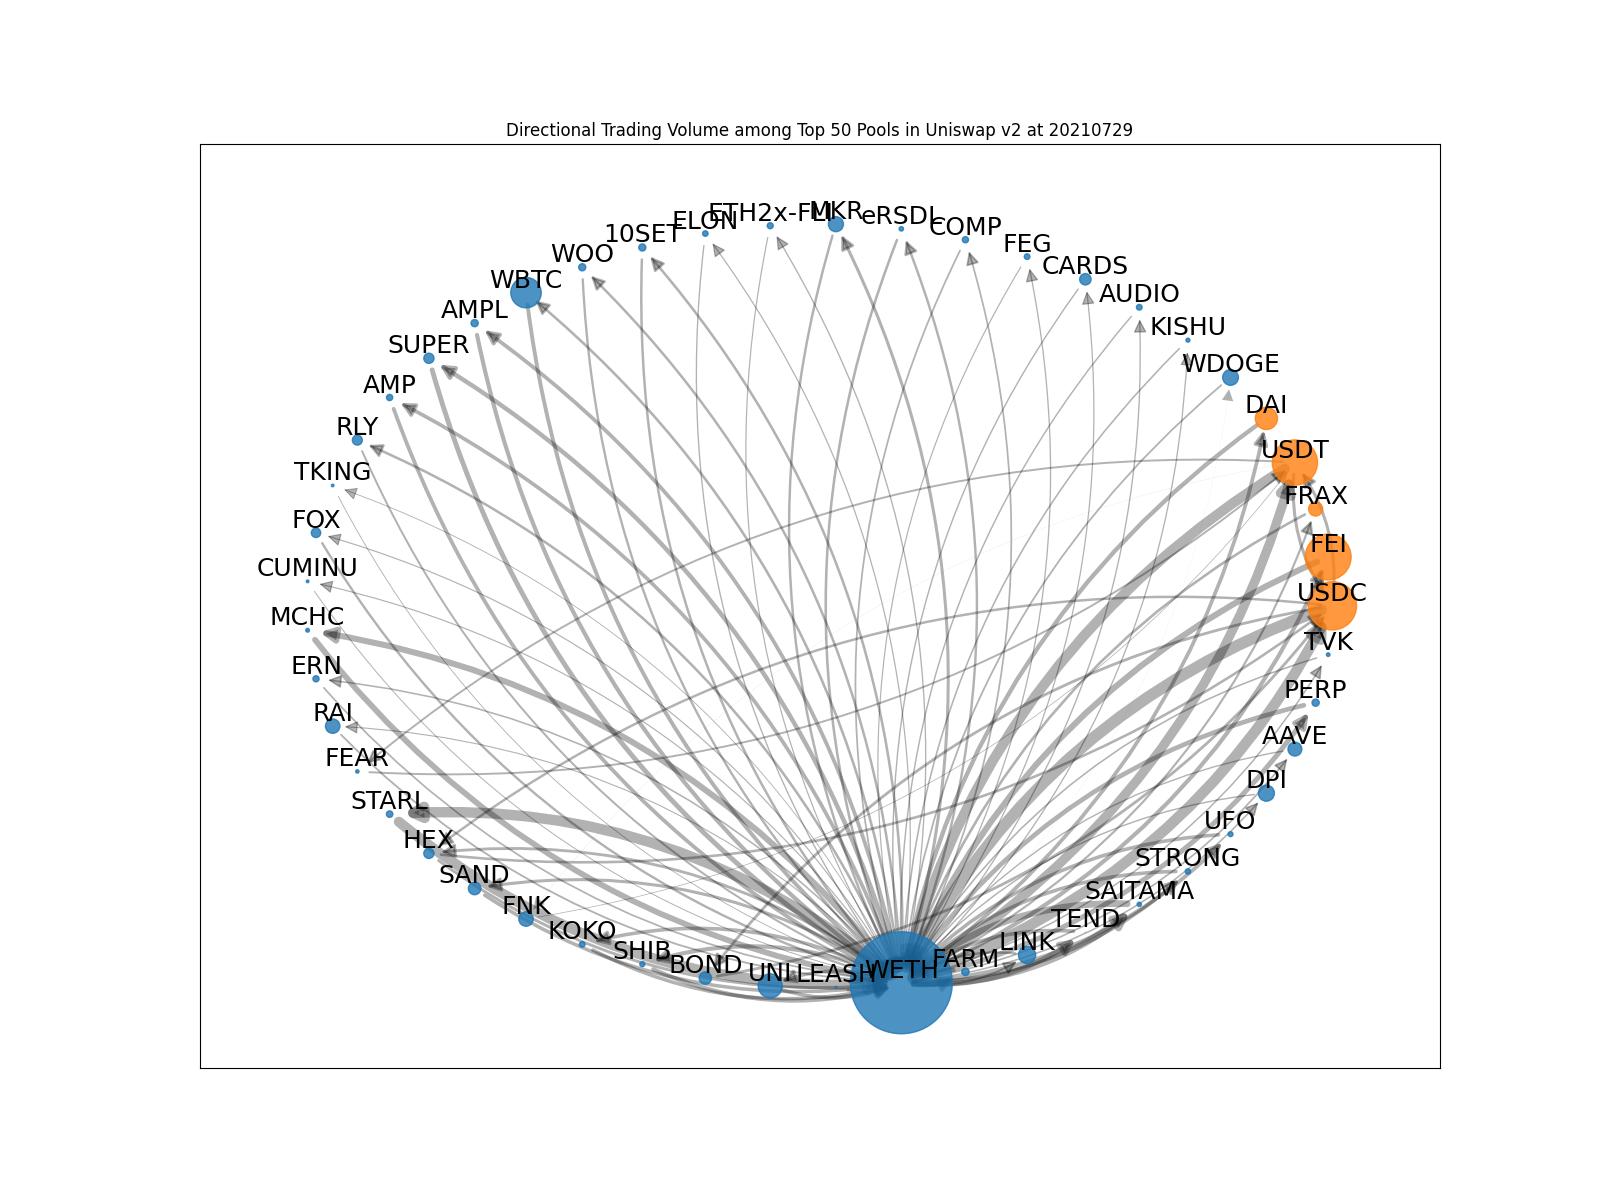 Directional Trading Volume among Top 50 Pools in Uniswap v2 at 20210729
ETH2x-FLI
MKR
eRSDL
ELON
COMP
10SET
FEG
WOO
CARDS
WBTC
AUDIO
AMPL
KISHU
SUPER
WDOGE
AMP
DAI
RLY
USDT
TKING
FRAX
FOX
FEI
CUMINU
USDC
MCHC
TVK
ERN
PERP
RAI
AAVE
FEAR
DPI
STARL
UFO
HEX
STRONG
SAND
SAITAMA
FNK
TEND
KOKO
LINK
SHIB
FARM
BOND
UNI
LEASH
WETH